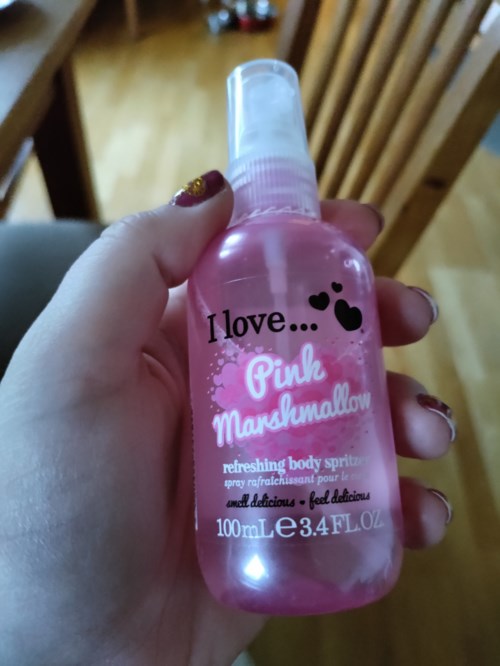 I love...
Pink
Marshmallow
refreshing body spritzer
spray rafraîchissant pour le
smell delicious feel delicious
100mL℮3.4FL.OZ.